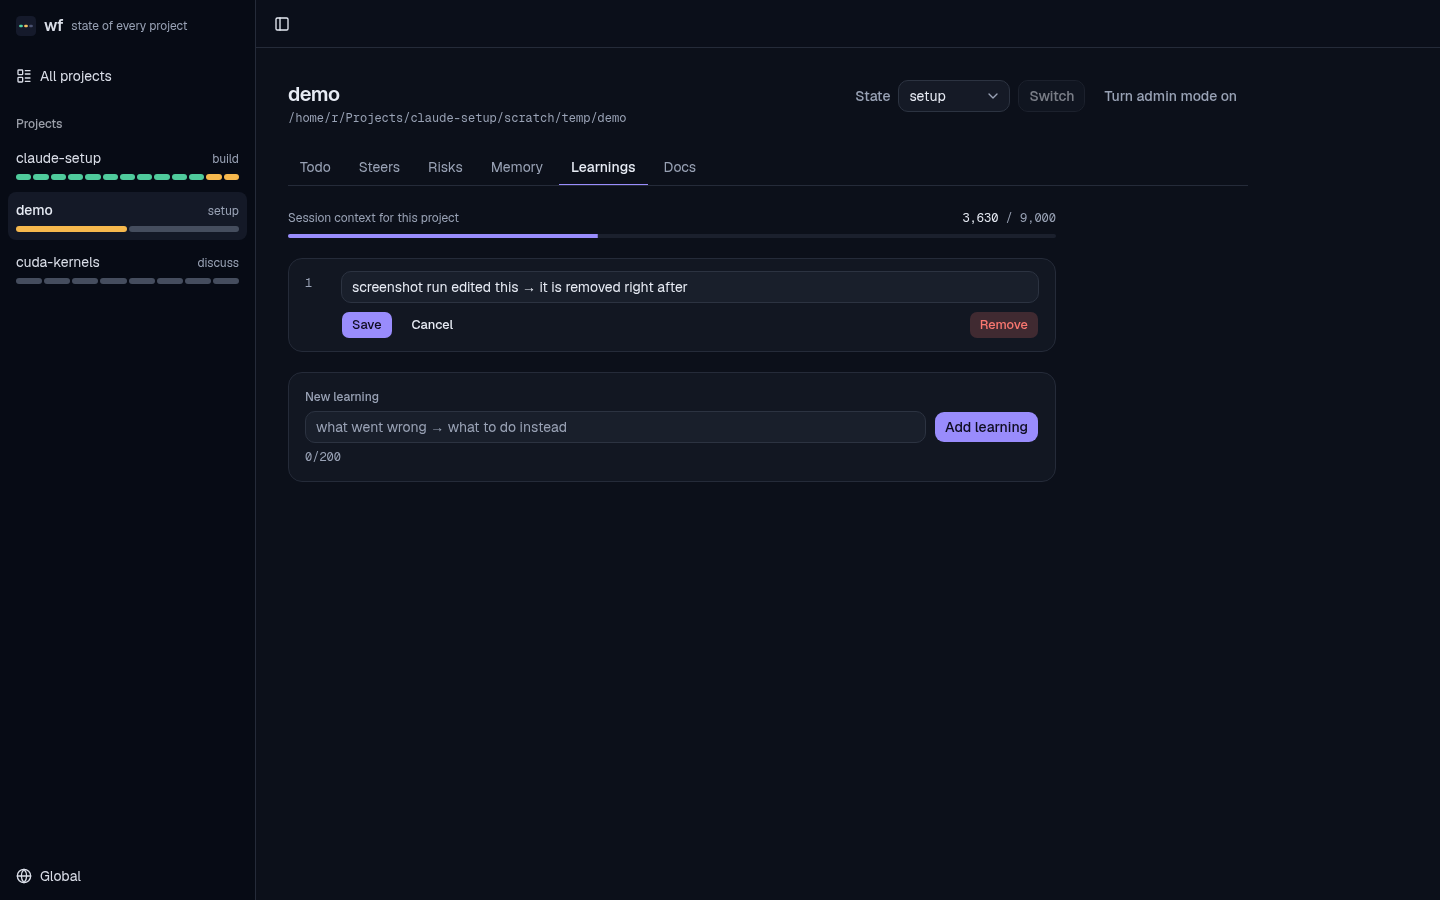 wf state of every project
All projects
Projects
claude-setup build
demo setup
cuda-kernels discuss
Global
demo
/home/r/Projects/claude-setup/scratch/temp/demo
State setup Switch Turn admin mode on
Todo Steers Risks Memory Learnings Docs
Session context for this project 3,630 / 9,000
1 screenshot run edited this → it is removed right after
Save Cancel Remove
New learning
what went wrong → what to do instead Add learning
0/200